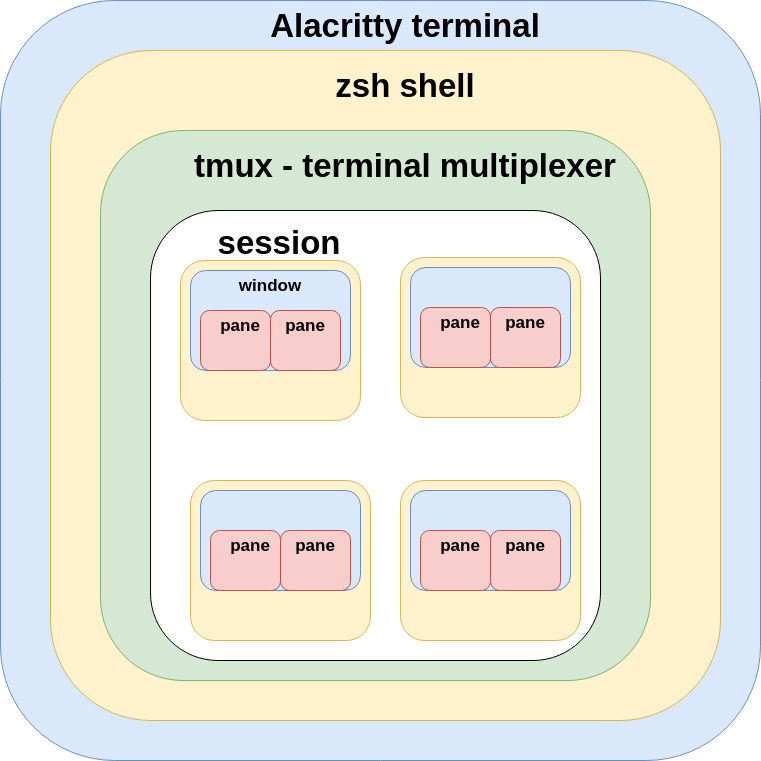 Alacritty terminal
zsh shell
tmux - terminal multiplexer
session
window
pane pane
pane pane
pane pane
pane pane